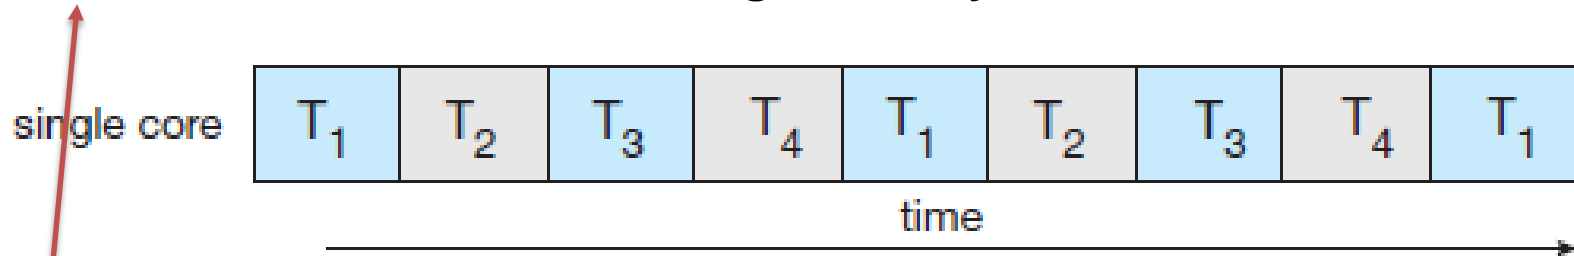 single core T₁ T₂ T₃ T₄ T₁ T₂ T₃ T₄ T₁
time